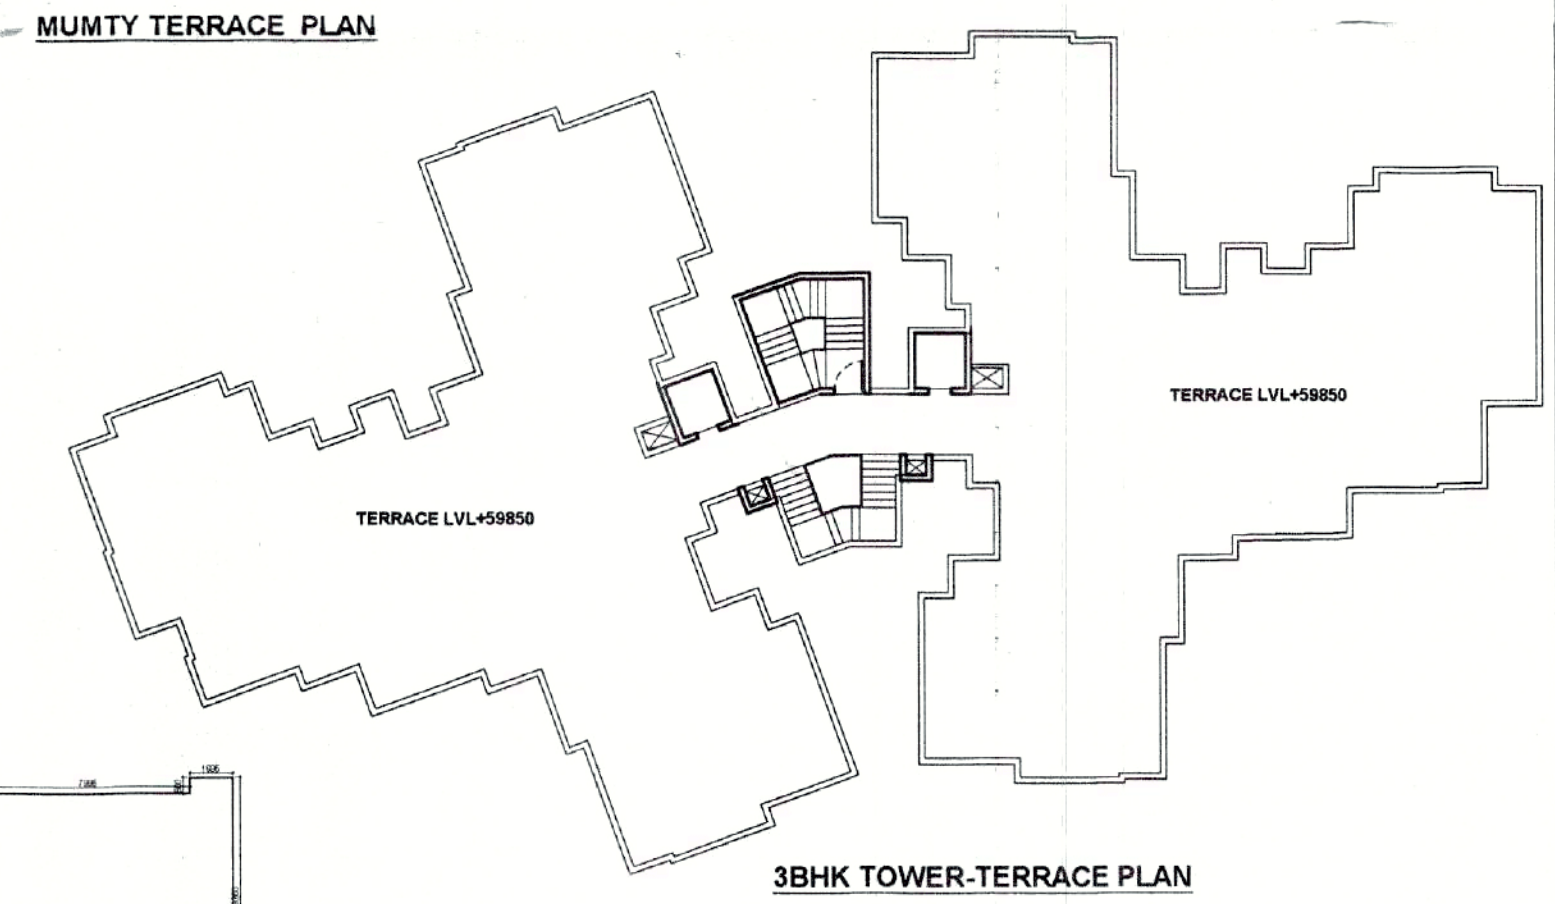 MUMTY TERRACE PLAN
TERRACE LVL+59850
TERRACE LVL+59850
3BHK TOWER-TERRACE PLAN